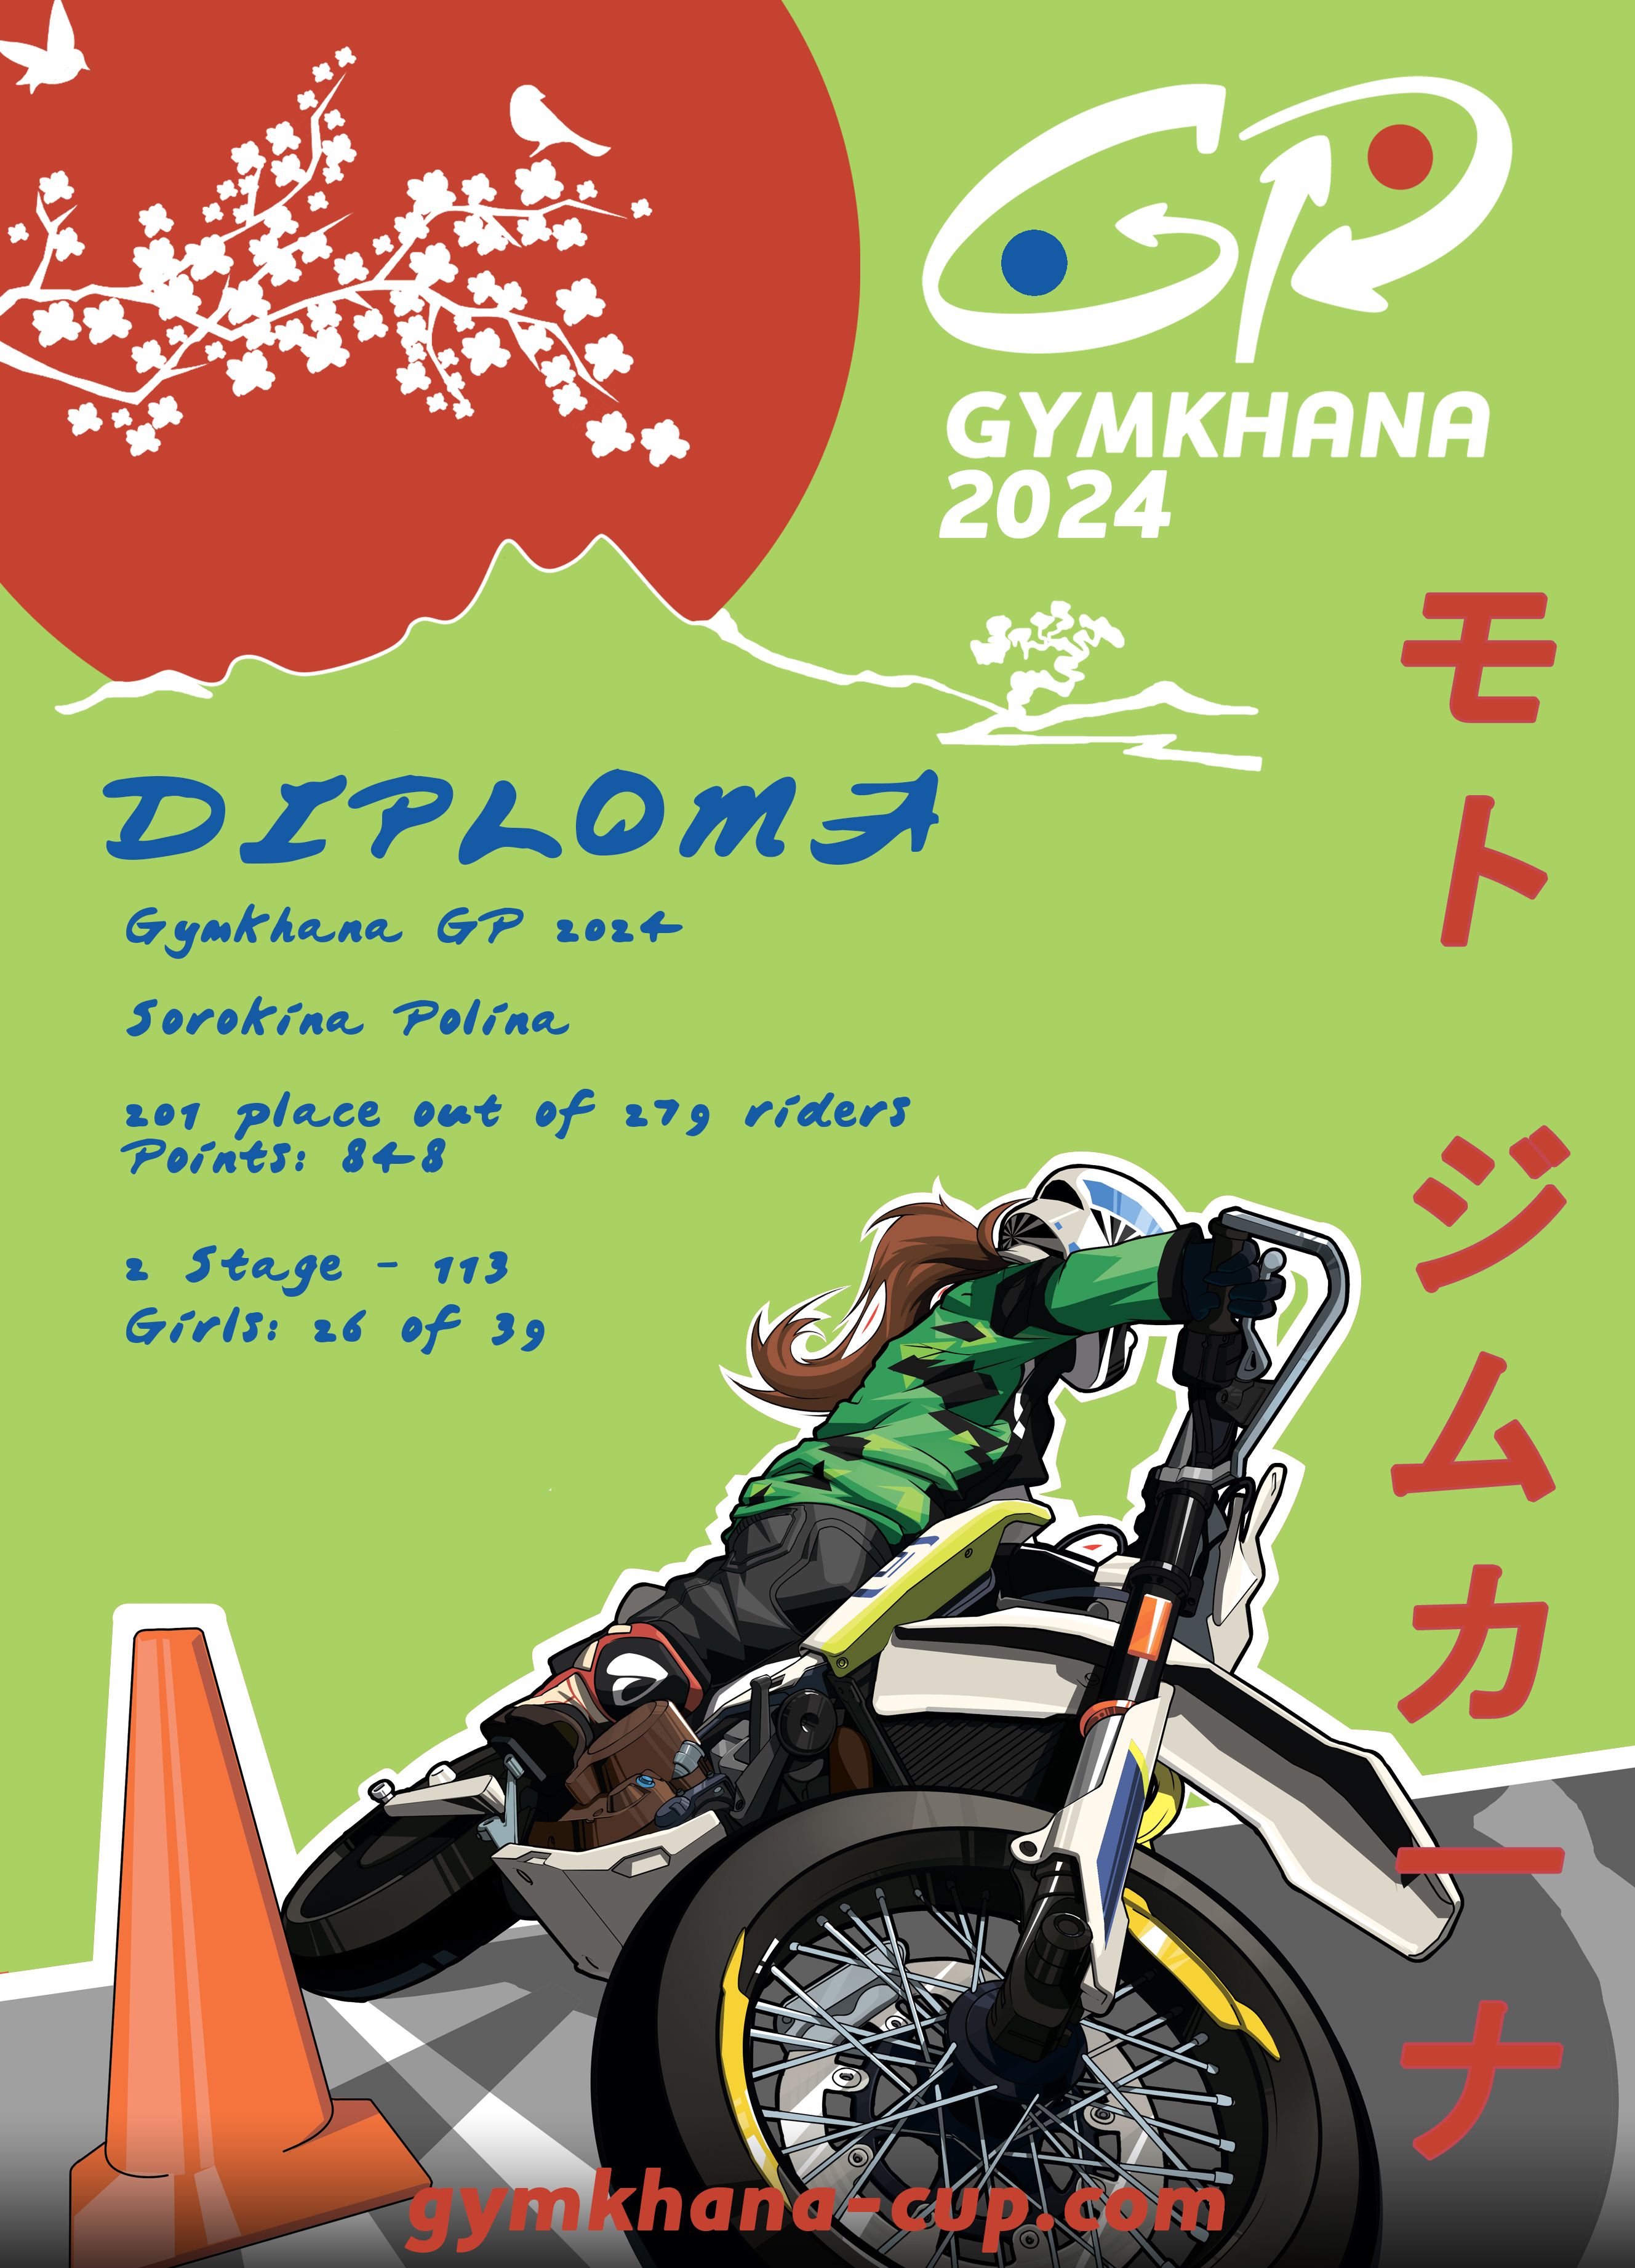 GP
GYMKHANA
2024
モト ジムカーナ
DIPLOMA
Gymkhana GP 2024
Sorokina Polina
201 place out of 279 riders
Points: 848
2 Stage - 113
Girls: 26 of 39
gymkhana-cup.com